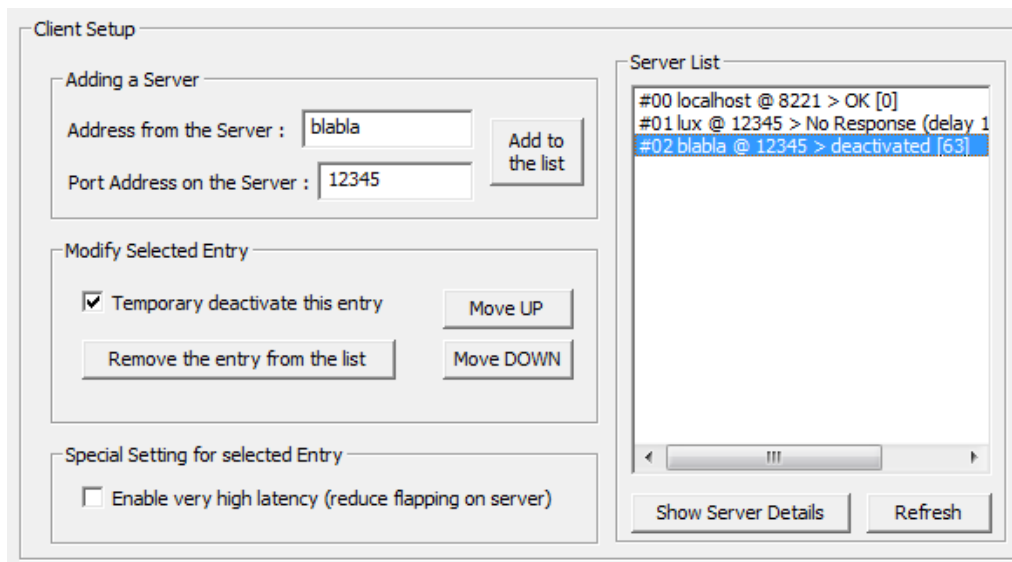 Client Setup
Adding a Server
Address from the Server : blabla
Port Address on the Server : 12345
Add to
the list
Modify Selected Entry
Temporary deactivate this entry
Move UP
Remove the entry from the list
Move DOWN
Special Setting for selected Entry
Enable very high latency (reduce flapping on server)
Server List
#00 localhost @ 8221 > OK [0]
#01 lux @ 12345 > No Response (delay 1
#02 blabla @ 12345 > deactivated [63]
Show Server Details
Refresh